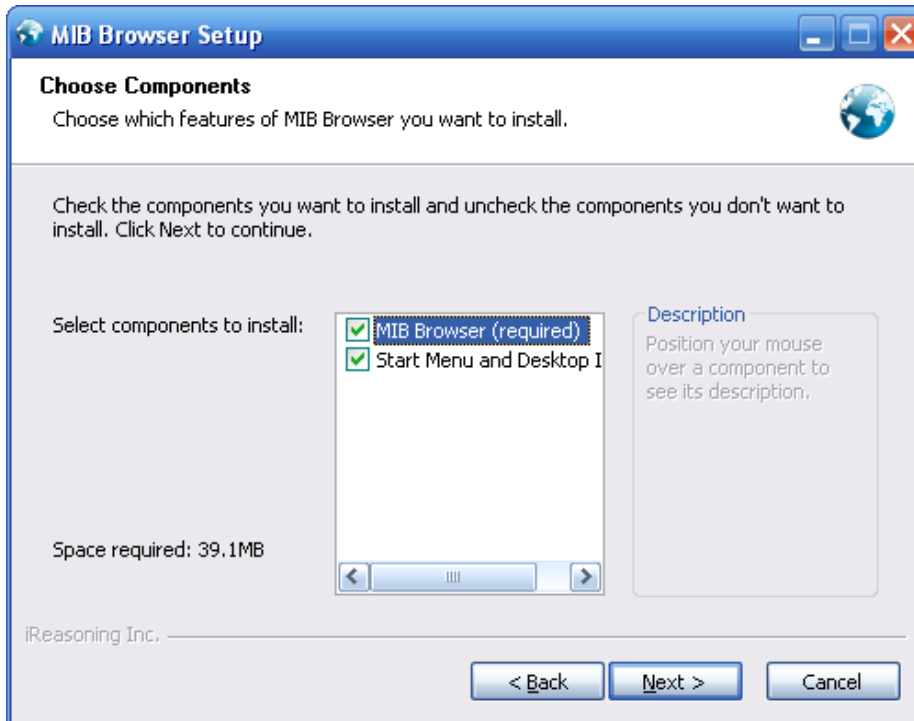 MIB Browser Setup
Choose Components
Choose which features of MIB Browser you want to install.
Check the components you want to install and uncheck the components you don't want to
install. Click Next to continue.
Select components to install:
MIB Browser (required)
Start Menu and Desktop I
Description
Position your mouse
over a component to
see its description.
Space required: 39.1MB
iReasoning Inc.
< Back
Next >
Cancel